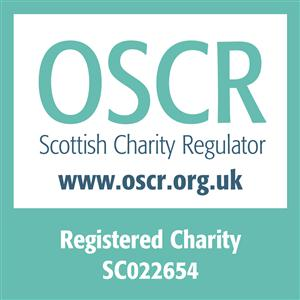 OSCR
Scottish Charity Regulator
www.oscr.org.uk
Registered Charity
SC022654